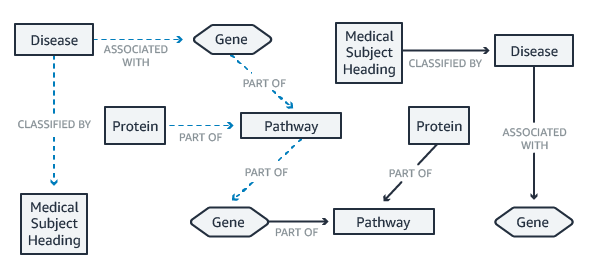 Disease
ASSOCIATED
WITH
Gene
Medical
Subject
Heading
CLASSIFIED BY
Disease
PART OF
CLASSIFIED BY
Protein
PART OF
Pathway
Protein
ASSOCIATED
WITH
PART OF
PART OF
Medical
Subject
Heading
Gene
PART OF
Pathway
Gene